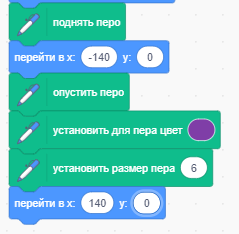 поднять перо
перейти в x: -140 y: 0
опустить перо
установить для пера цвет
установить размер пера 6
перейти в x: 140 y: 0